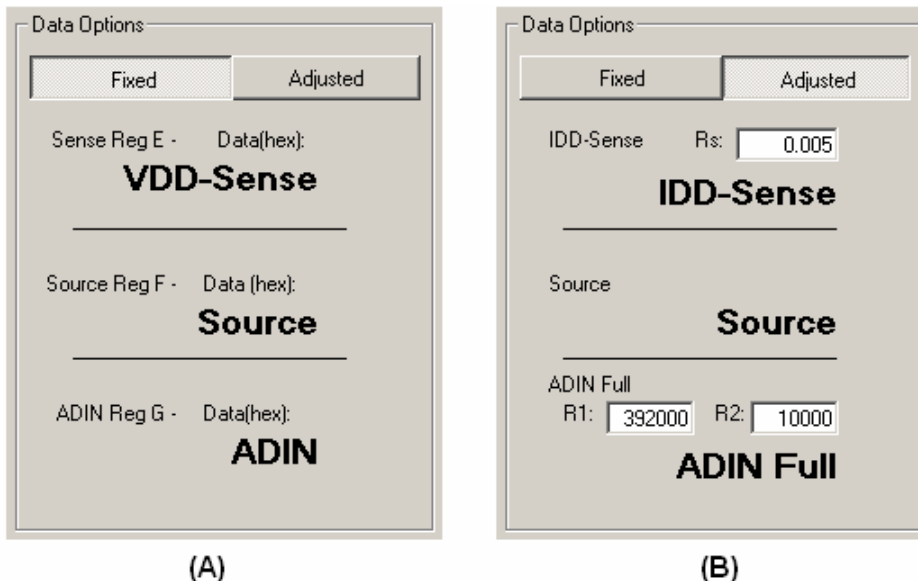 Data Options
Fixed Adjusted
Sense Reg E - Data(hex):
VDD-Sense
Source Reg F - Data (hex):
Source
ADIN Reg G - Data(hex):
ADIN
(A)
Data Options
Fixed Adjusted
IDD-Sense Rs: 0.005
IDD-Sense
Source
Source
ADIN Full
R1: 392000 R2: 10000
ADIN Full
(B)